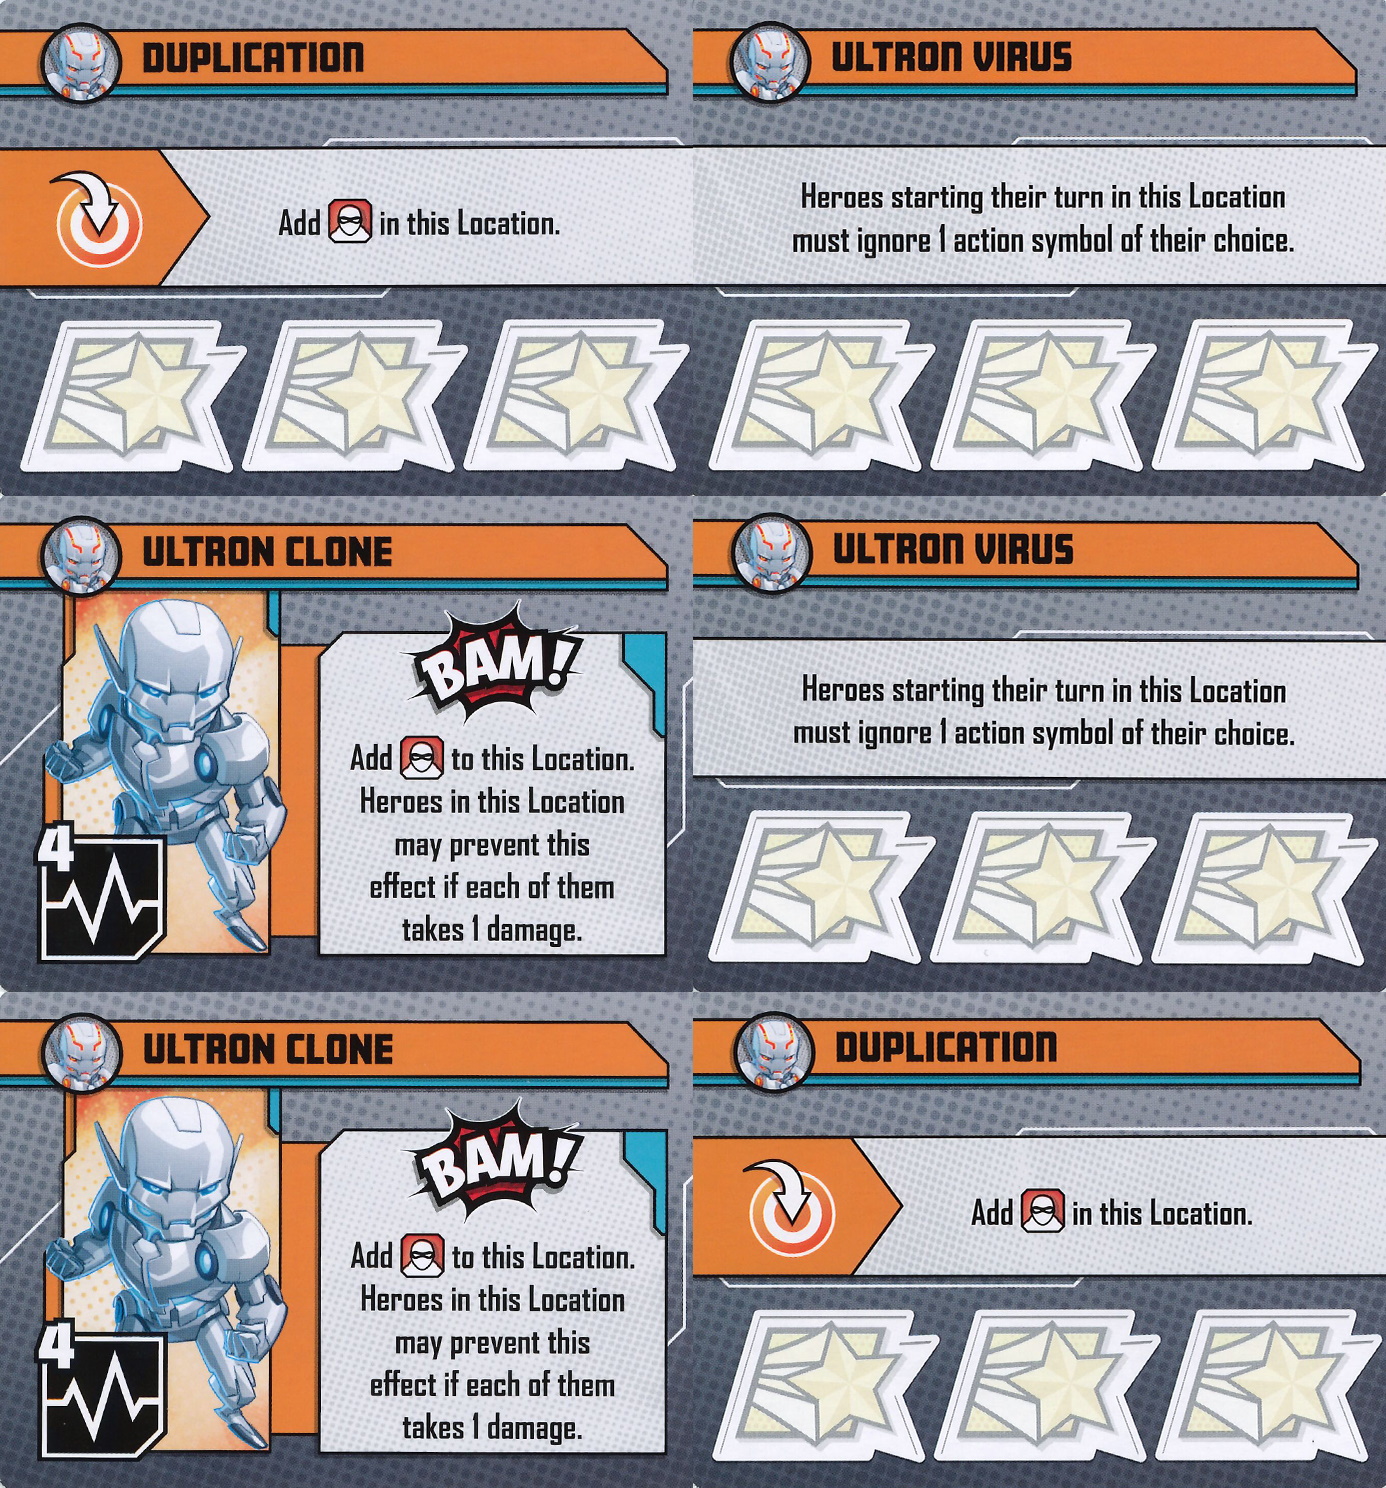 DUPLICATION
Add in this Location.
ULTRON VIRUS
Heroes starting their turn in this Location
must ignore 1 action symbol of their choice.
ULTRON CLONE
BAM!
Add to this Location.
Heroes in this Location
may prevent this
effect if each of them
takes 1 damage.
4
ULTRON VIRUS
Heroes starting their turn in this Location
must ignore 1 action symbol of their choice.
ULTRON CLONE
BAM!
Add to this Location.
Heroes in this Location
may prevent this
effect if each of them
takes 1 damage.
4
DUPLICATION
Add in this Location.